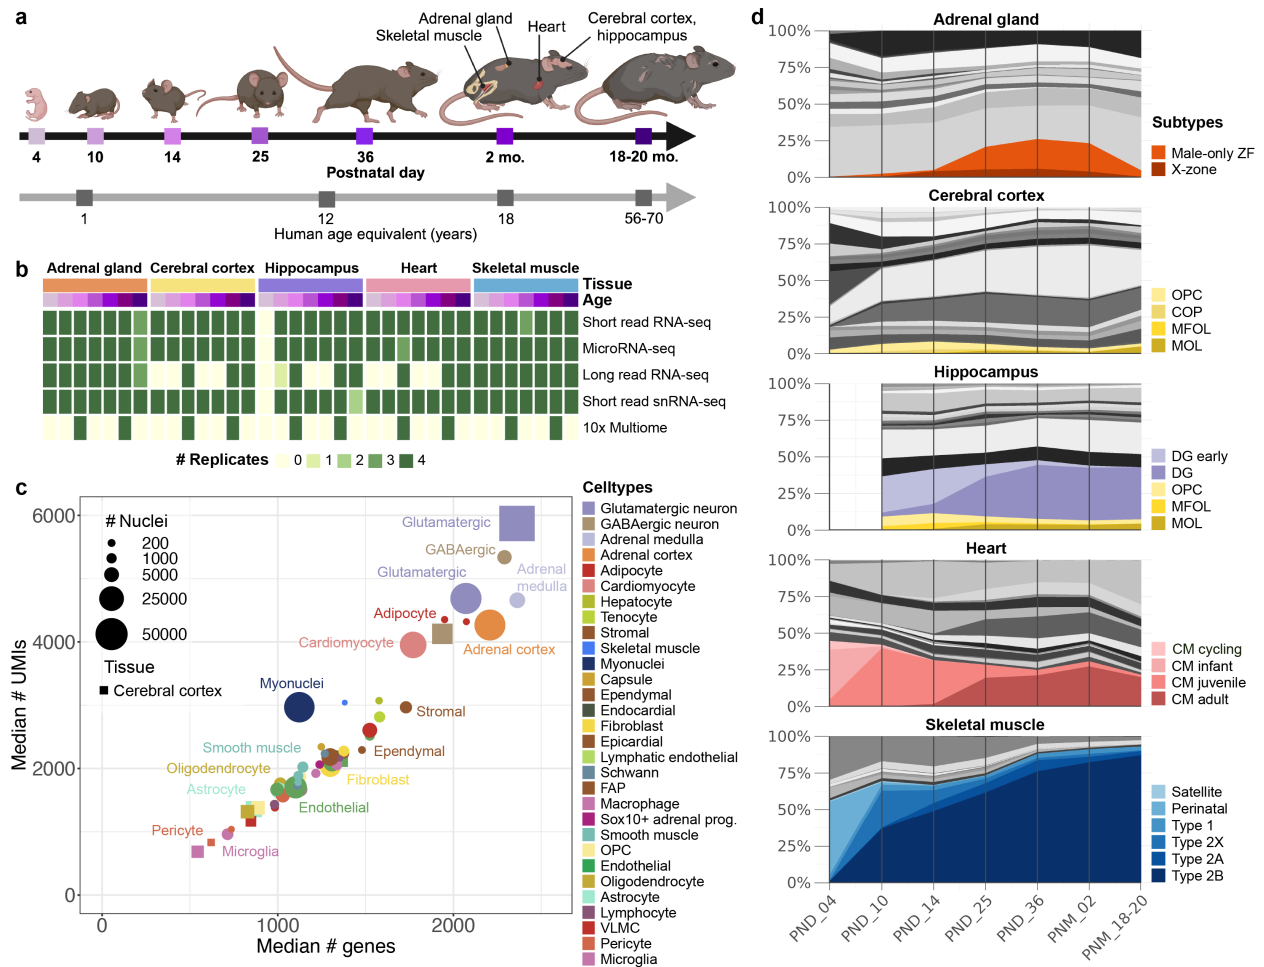 a
Adrenal gland
Skeletal muscle
Heart
Cerebral cortex,
hippocampus
4 10 14 25 36 2 mo. 18-20 mo.
Postnatal day
1 12 18 56-70
Human age equivalent (years)
b
Adrenal gland Cerebral cortex Hippocampus Heart Skeletal muscle
Tissue
Age
Short read RNA-seq
MicroRNA-seq
Long read RNA-seq
Short read snRNA-seq
10x Multiome
# Replicates 0 1 2 3 4
c
Median # UMIs
6000
4000
2000
0
0 1000 2000
Median # genes
# Nuclei
200
1000
5000
25000
50000
Tissue
Cerebral cortex
Glutamatergic
GABAergic
Glutamatergic
Adrenal
medulla
Adipocyte
Cardiomyocyte
Adrenal cortex
Myonuclei
Stromal
Smooth muscle
Ependymal
Oligodendrocyte
Fibroblast
Astrocyte
Endothelial
Pericyte
Microglia
Celltypes
Glutamatergic neuron
GABAergic neuron
Adrenal medulla
Adrenal cortex
Adipocyte
Cardiomyocyte
Hepatocyte
Tenocyte
Stromal
Skeletal muscle
Myonuclei
Capsule
Ependymal
Endocardial
Fibroblast
Epicardial
Lymphatic endothelial
Schwann
FAP
Macrophage
Sox10+ adrenal prog.
Smooth muscle
OPC
Endothelial
Oligodendrocyte
Astrocyte
Lymphocyte
VLMC
Pericyte
Microglia
d
Adrenal gland
100%
75%
50%
25%
0%
Subtypes
Male-only ZF
X-zone
Cerebral cortex
100%
75%
50%
25%
0%
OPC
COP
MFOL
MOL
Hippocampus
100%
75%
50%
25%
0%
DG early
DG
OPC
MFOL
MOL
Heart
100%
75%
50%
25%
0%
CM cycling
CM infant
CM juvenile
CM adult
Skeletal muscle
100%
75%
50%
25%
0%
Satellite
Perinatal
Type 1
Type 2X
Type 2A
Type 2B
PND_04 PND_10 PND_14 PND_25 PND_36 PNM_02 PNM_18-20